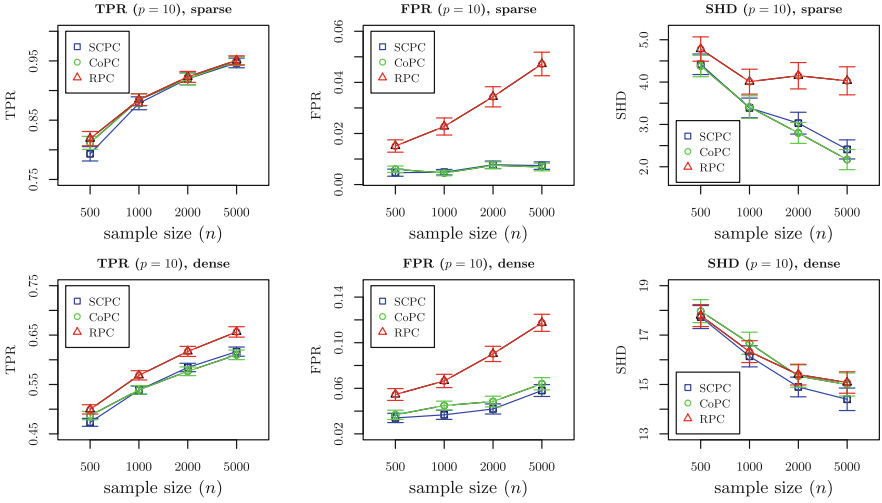 TPR (p = 10), sparse
TPR
0.75 0.85 0.95
SCPC
CoPC
RPC
500 1000 2000 5000
sample size (n)
FPR (p = 10), sparse
FPR
0.00 0.02 0.04 0.06
SCPC
CoPC
RPC
500 1000 2000 5000
sample size (n)
SHD (p = 10), sparse
SHD
2.0 3.0 4.0 5.0
SCPC
CoPC
RPC
500 1000 2000 5000
sample size (n)
TPR (p = 10), dense
TPR
0.45 0.55 0.65 0.75
SCPC
CoPC
RPC
500 1000 2000 5000
sample size (n)
FPR (p = 10), dense
FPR
0.02 0.06 0.10 0.14
SCPC
CoPC
RPC
500 1000 2000 5000
sample size (n)
SHD (p = 10), dense
SHD
13 15 17 19
SCPC
CoPC
RPC
500 1000 2000 5000
sample size (n)